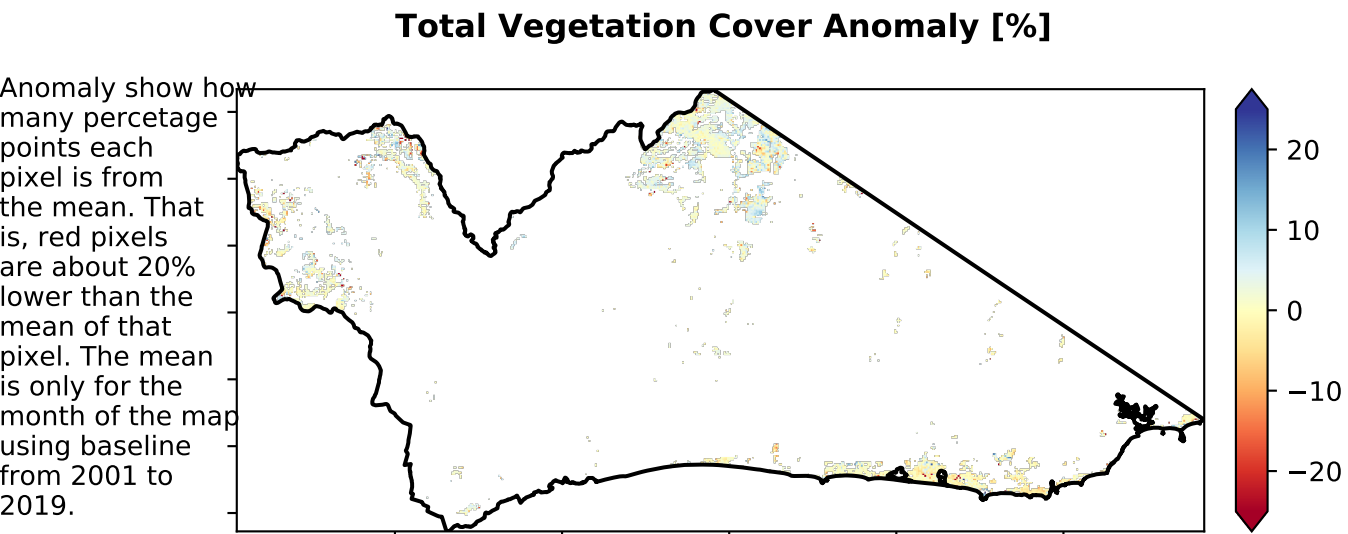 Total Vegetation Cover Anomaly [%]
Anomaly show how
many percetage
points each
pixel is from
the mean. That
is, red pixels
are about 20%
lower than the
mean of that
pixel. The mean
is only for the
month of the map
using baseline
from 2001 to
2019.
20
10
0
−10
−20